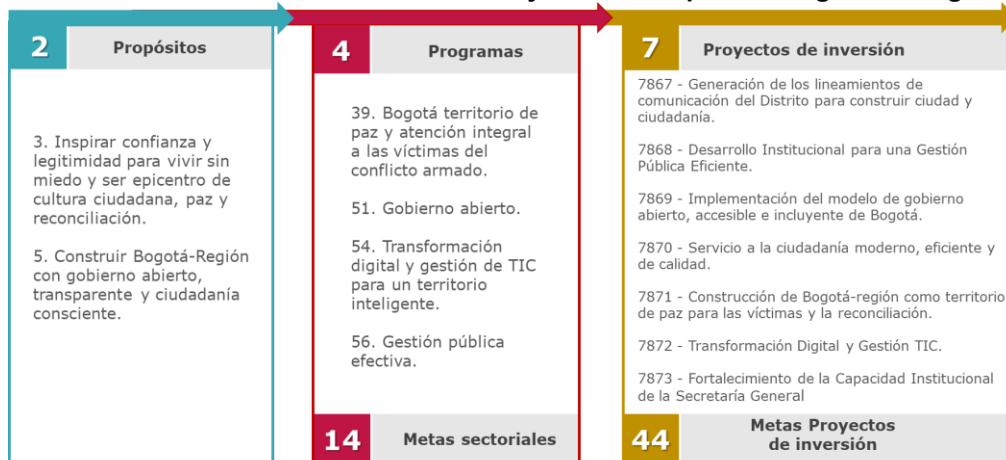 2
Propósitos
3. Inspirar confianza y
legitimidad para vivir sin
miedo y ser epicentro de
cultura ciudadana, paz y
reconciliación.
5. Construir Bogotá-Región
con gobierno abierto,
transparente y ciudadanía
consciente.
4
Programas
39. Bogotá territorio de
paz y atención integral
a las víctimas del
conflicto armado.
51. Gobierno abierto.
54. Transformación
digital y gestión de TIC
para un territorio
inteligente.
56. Gestión pública
efectiva.
14
Metas sectoriales
7
Proyectos de inversión
7867 - Generación de los lineamientos de
comunicación del Distrito para construir ciudad y
ciudadanía.
7868 - Desarrollo Institucional para una Gestión
Pública Eficiente.
7869 - Implementación del modelo de gobierno
abierto, accesible e incluyente de Bogotá.
7870 - Servicio a la ciudadanía moderno, eficiente y
de calidad.
7871 - Construcción de Bogotá-región como territorio
de paz para las víctimas y la reconciliación.
7872 - Transformación Digital y Gestión TIC.
7873 - Fortalecimiento de la Capacidad Institucional
de la Secretaría General
44
Metas Proyectos
de inversión